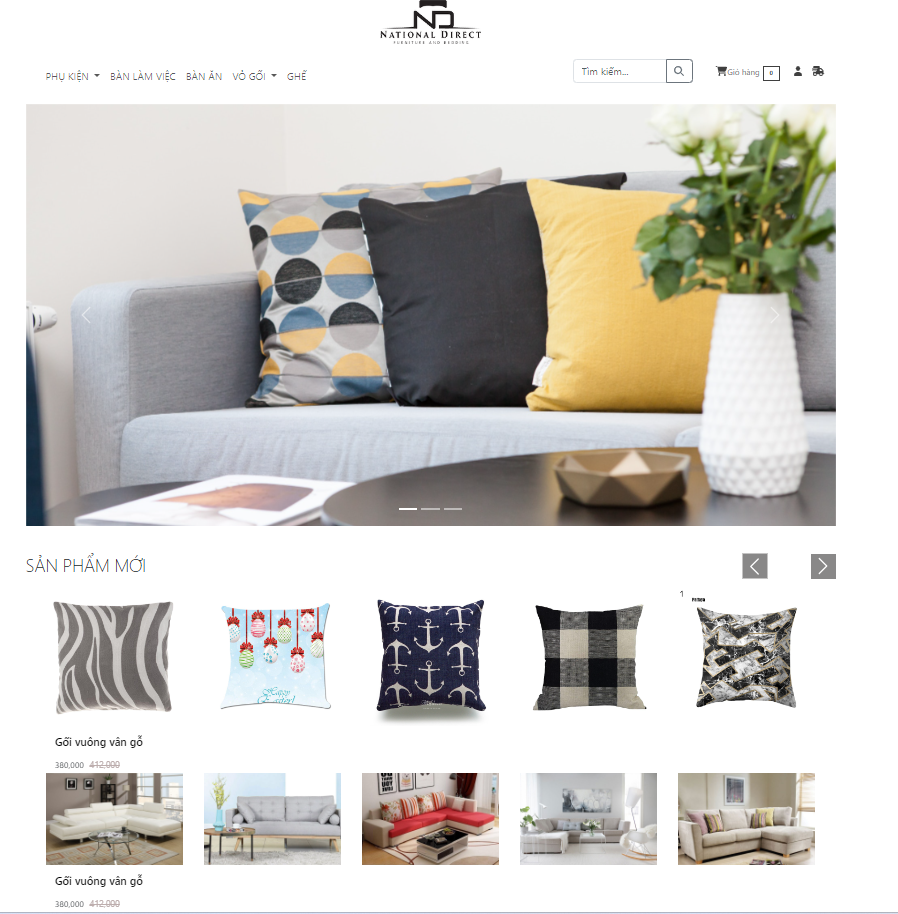 ND
NATIONAL DIRECT
FURNITURE AND BEDDING
PHỤ KIỆN BÀN LÀM VIỆC BÀN ĂN VỎ GỐI GHẾ
Tìm kiếm... Giỏ hàng 0
SẢN PHẨM MỚI
1
Happy
Easter!
Gối vuông vân gỗ
380,000 412,000
Gối vuông vân gỗ
380,000 412,000